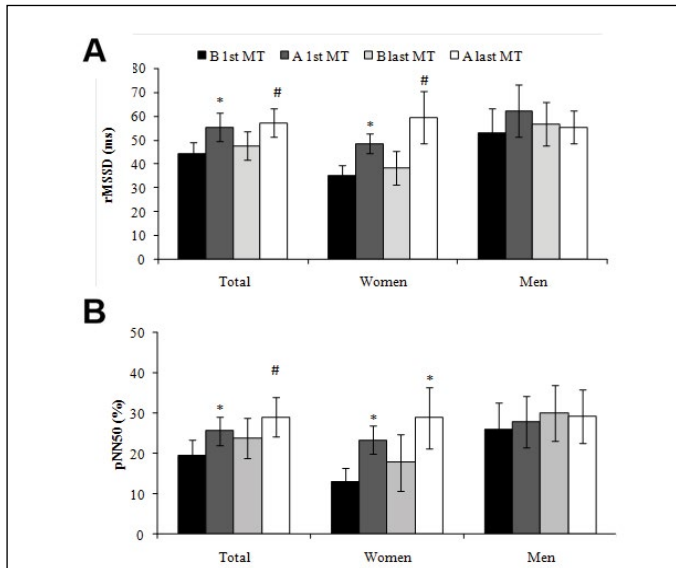 A
B 1st MT A 1st MT B last MT A last MT
80
70
60
50
40
30
20
10
0
rMSSD (ms)
* # * #
Total Women Men
B
50
40
30
20
10
0
pNN50 (%)
* # * *
Total Women Men